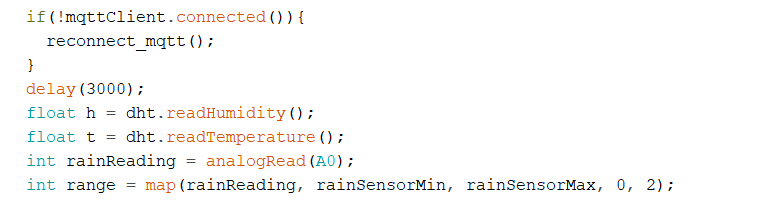 if(!mqttClient.connected()){
  reconnect_mqtt();
}
delay(3000);
float h = dht.readHumidity();
float t = dht.readTemperature();
int rainReading = analogRead(A0);
int range = map(rainReading, rainSensorMin, rainSensorMax, 0, 2);